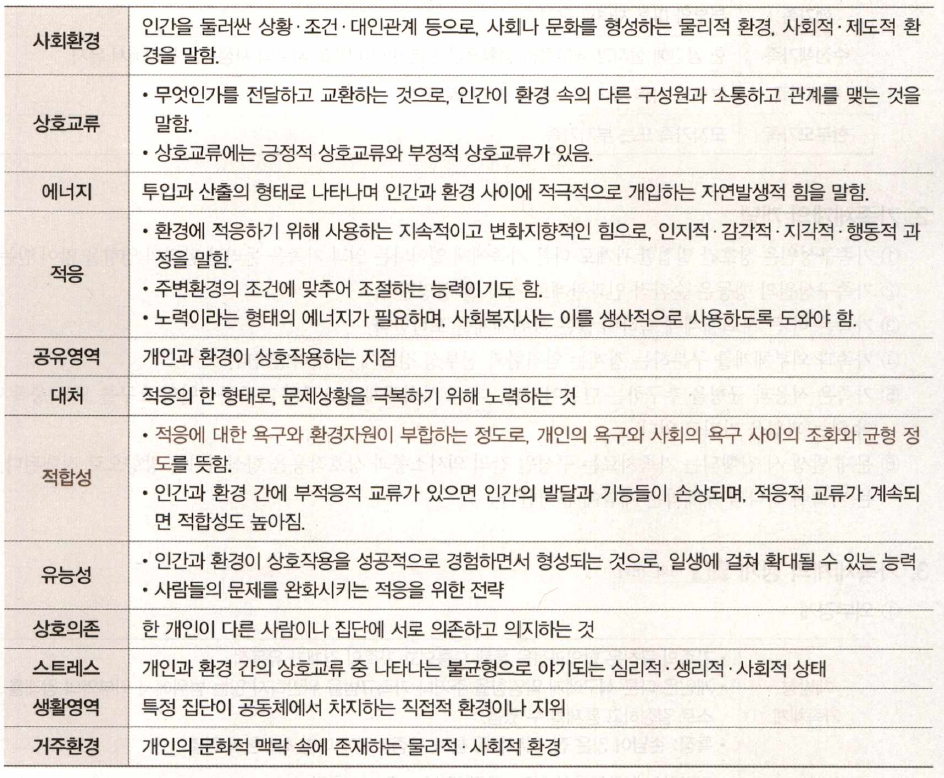 사회환경
인간을 둘러싼 상황·조건·대인관계 등으로, 사회나 문화를 형성하는 물리적 환경, 사회적·제도적 환
경을 말함.
상호교류
• 무엇인가를 전달하고 교환하는 것으로, 인간이 환경 속의 다른 구성원과 소통하고 관계를 맺는 것을
말함.
• 상호교류에는 긍정적 상호교류와 부정적 상호교류가 있음.
에너지
투입과 산출의 형태로 나타나며 인간과 환경 사이에 적극적으로 개입하는 자연발생적 힘을 말함.
적응
• 환경에 적응하기 위해 사용하는 지속적이고 변화지향적인 힘으로, 인지적·감각적·지각적·행동적 과
정을 말함.
• 주변환경의 조건에 맞추어 조절하는 능력이기도 함.
• 노력이라는 형태의 에너지가 필요하며, 사회복지사는 이를 생산적으로 사용하도록 도와야 함.
공유영역
개인과 환경이 상호작용하는 지점
대처
적응의 한 형태로, 문제상황을 극복하기 위해 노력하는 것
적합성
• 적응에 대한 욕구와 환경자원이 부합하는 정도로, 개인의 욕구와 사회의 욕구 사이의 조화와 균형 정
도를 뜻함.
• 인간과 환경 간에 부적응적 교류가 있으면 인간의 발달과 기능들이 손상되며, 적응적 교류가 계속되
면 적합성도 높아짐.
유능성
• 인간과 환경이 상호작용을 성공적으로 경험하면서 형성되는 것으로, 일생에 걸쳐 확대될 수 있는 능력
• 사람들의 문제를 완화시키는 적응을 위한 전략
상호의존
한 개인이 다른 사람이나 집단에 서로 의존하고 의지하는 것
스트레스
개인과 환경 간의 상호교류 중 나타나는 불균형으로 야기되는 심리적·생리적·사회적 상태
생활영역
특정 집단이 공동체에서 차지하는 직접적 환경이나 지위
거주환경
개인의 문화적 맥락 속에 존재하는 물리적·사회적 환경